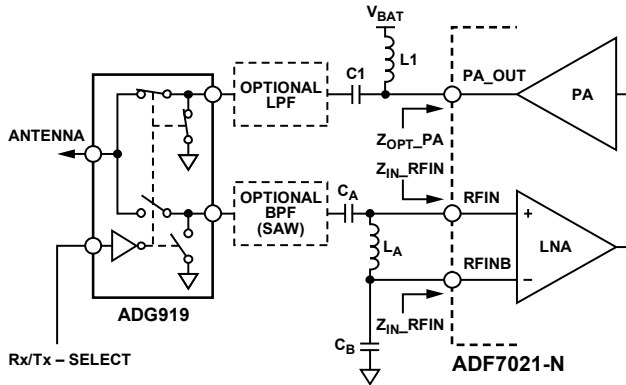 VBAT
L1
C1
PA_OUT
PA
OPTIONAL
LPF
ZOPT_PA
ANTENNA
ZIN_RFIN
CA
RFIN
OPTIONAL
BPF
(SAW)
+
LA
LNA
RFINB
–
ADG919
ZIN_RFIN
CB
Rx/Tx – SELECT
ADF7021-N